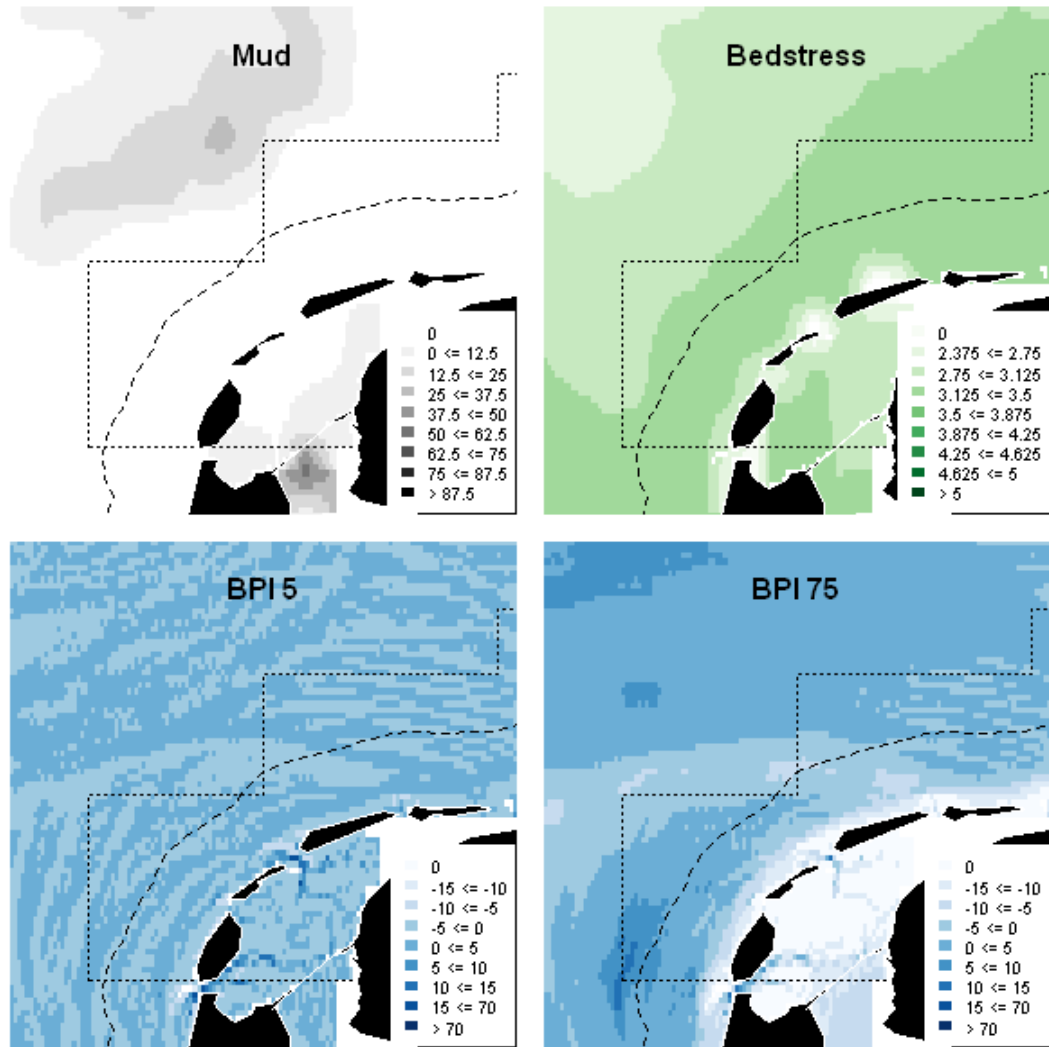 Mud
0
0 <= 12.5
12.5 <= 25
25 <= 37.5
37.5 <= 50
50 <= 62.5
62.5 <= 75
75 <= 87.5
> 87.5
Bedstress
0
2.375 <= 2.75
2.75 <= 3.125
3.125 <= 3.5
3.5 <= 3.875
3.875 <= 4.25
4.25 <= 4.625
4.625 <= 5
> 5
BPI 5
0
-15 <= -10
-10 <= -5
-5 <= 0
0 <= 5
5 <= 10
10 <= 15
15 <= 70
> 70
BPI 75
0
-15 <= -10
-10 <= -5
-5 <= 0
0 <= 5
5 <= 10
10 <= 15
15 <= 70
> 70